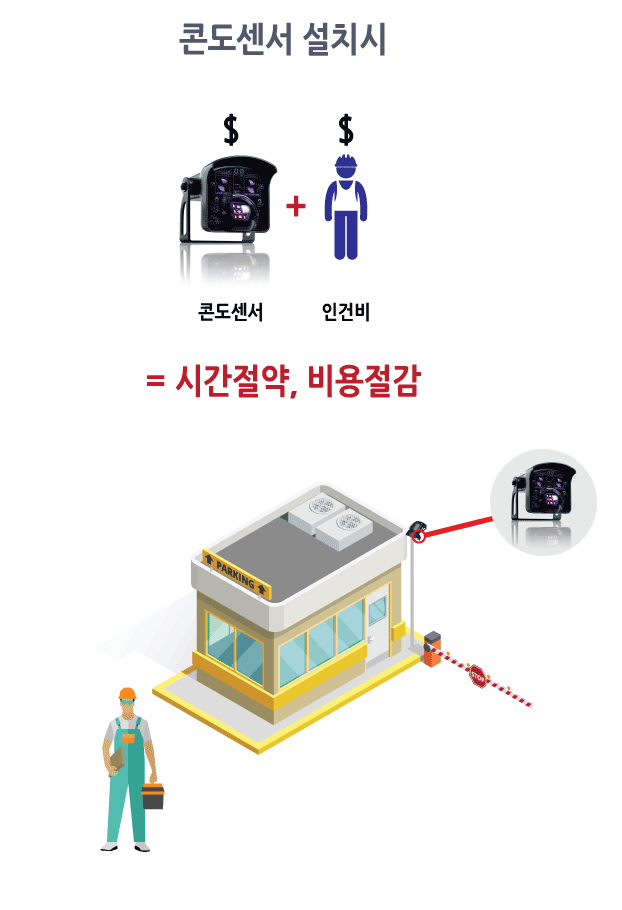 콘도센서 설치시
$ $
+
콘도센서 인건비
= 시간절약, 비용절감
PARKING
STOP